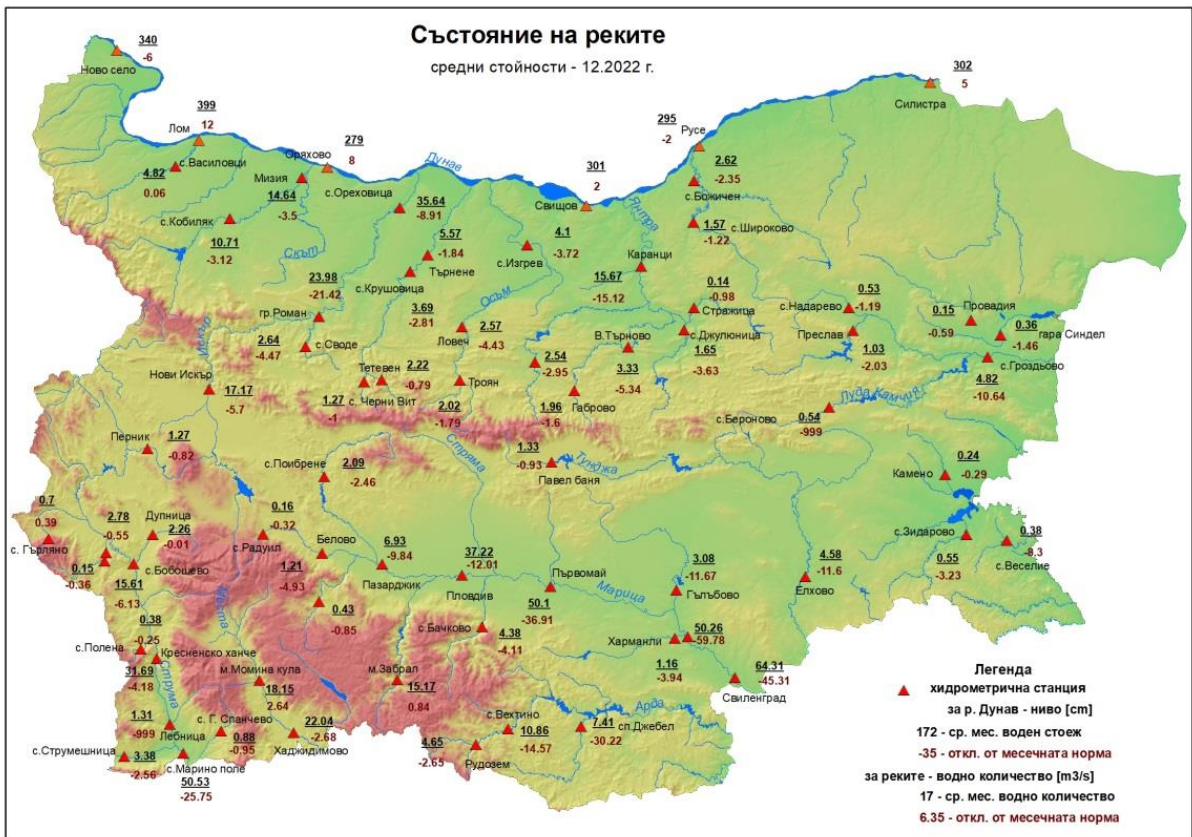 Състояние на реките
средни стойности - 12.2022 г.
340
-6
Ново село
302
5
Силистра
399
12
Лом
279
8
Оряхово
295
-2
Русе
301
2
Свищов
Дунав
с.Василовци
4.82
0.06
Мизия
14.64
-3.5
с.Ореховица
35.64
-8.91
с.Кобиляк
10.71
-3.12
Скът
5.57
-1.84
Търнене
4.1
-3.72
с.Изгрев
Янтра
2.62
-2.35
с.Божичен
1.57
-1.22
с.Широково
Каранци
15.67
-15.12
с.Крушовица
3.69
-2.81
23.98
-21.42
гр.Роман
Осъм
Ловеч
2.57
-4.43
0.14
-0.98
Стражица
с.Джулюница
1.65
-3.63
В.Търново
3.33
-5.34
0.53
-1.19
с.Надарево
Преслав
1.03
-2.03
Провадия
0.15
-0.59
0.36
-1.46
гара Синдел
с.Гроздьово
4.82
-10.64
Искър
2.64
-4.47
с.Своде
Нови Искър
17.17
-5.7
Тетевен
2.22
-0.79
с. Черни Вит
1.27
-1
Троян
2.02
-1.79
2.54
-2.95
Габрово
1.96
-1.6
Луда Камчия
с.Бероново
0.54
-999
Перник
1.27
-0.82
с.Поибрене
2.09
-2.46
Стряма
1.33
-0.93
Павел баня
Тунджа
Камено
0.24
-0.29
0.7
0.39
с. Гърляно
2.78
-0.55
Дупница
2.26
-0.01
0.15
-0.36
с.Бобошево
15.61
-6.13
0.16
-0.32
с.Радуил
Белово
1.21
-4.93
6.93
-9.84
Пазарджик
37.22
-12.01
Пловдив
Първомай
50.1
-36.91
Марица
3.08
-11.67
Гълъбово
4.58
-11.6
Елхово
с.Зидарово
0.55
-3.23
0.38
-8.3
с.Веселие
0.43
-0.85
Места
0.38
-0.25
с.Полена
Кресненско ханче
31.69
-4.18
Струма
с.Бачково
4.38
-4.11
Харманли
1.16
-3.94
50.26
-59.78
64.31
-45.31
Свиленград
м.Момина кула
18.15
2.64
м.Забрал
15.17
0.84
1.31
-999
Лебница
с. Г. Спанчево
0.88
-0.95
22.04
-2.68
Хаджидимово
с.Струмешница
3.38
-2.56
с.Марино поле
50.53
-25.75
с.Вехтино
10.86
-14.57
4.65
-2.65
Рудозем
Арда
7.41
сп.Джебел
-30.22
Легенда
хидрометрична станция
за р. Дунав - ниво [cm]
172 - ср. мес. воден стоеж
-35 - откл. от месечната норма
за реките - водно количество [m3/s]
17 - ср. мес. водно количество
6.35 - откл. от месечната норма